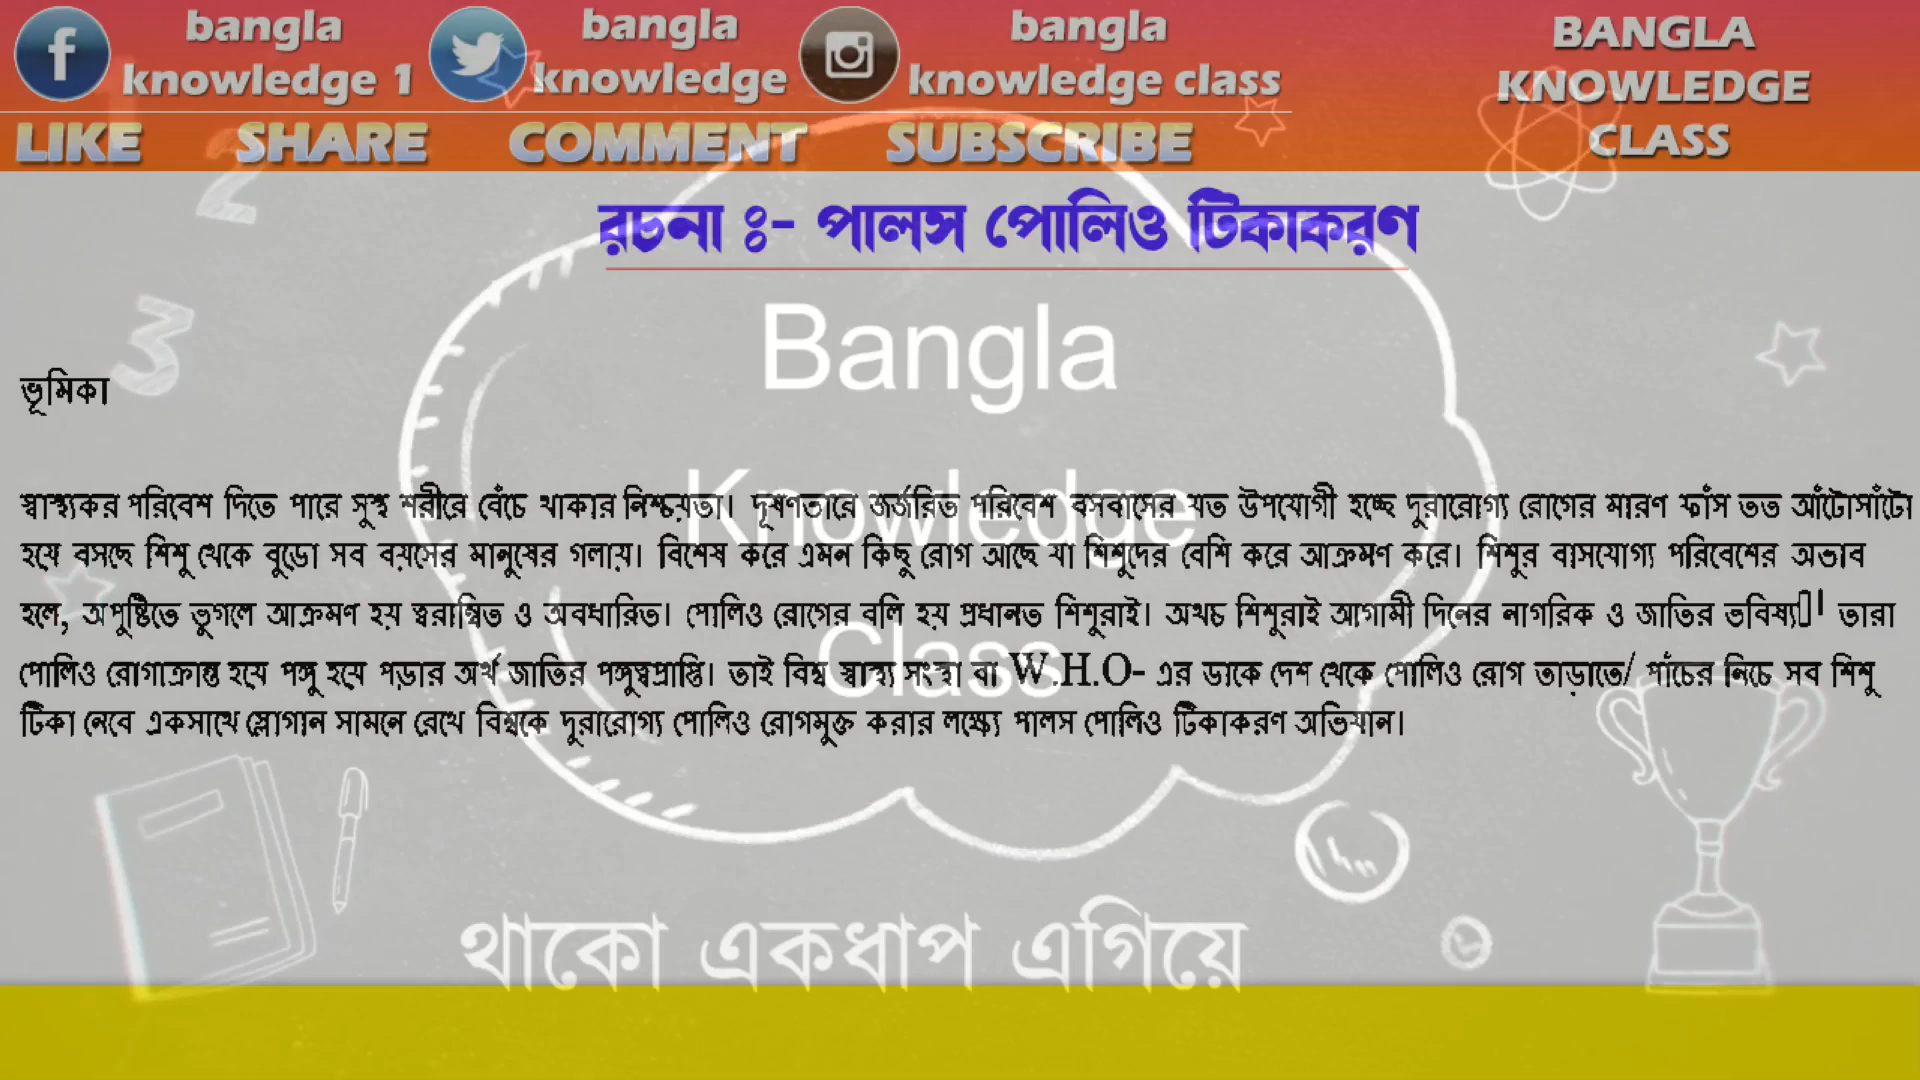 bangla
knowledge 1
bangla
knowledge
bangla
knowledge class
BANGLA
KNOWLEDGE
CLASS
LIKE SHARE COMMENT SUBSCRIBE
রচনা ঃ- পালস পোলিও টিকাকরণ
Bangla
Knowledge
Class
ভূমিকা
স্বাস্থ্যকর পরিবেশ দিতে পারে সুস্থ শরীরে বেঁচে থাকার নিশ্চয়তা। দূষণভারে জর্জরিত পরিবেশ বসবাসের যত উপযোগী হচ্ছে দুরারোগ্য রোগের মারণ ফাঁস তত আঁটোসাঁটো
হয়ে বসছে শিশু থেকে বুড়ো সব বয়সের মানুষের গলায়। বিশেষ করে এমন কিছু রোগ আছে যা শিশুদের বেশি করে আক্রমণ করে। শিশুর বাসযোগ্য পরিবেশের অভাব
হলে, অপুষ্টিতে ভুগলে আক্রমণ হয় ত্বরান্বিত ও অবধারিত। পোলিও রোগের বলি হয় প্রধানত শিশুরাই। অথচ শিশুরাই আগামী দিনের নাগরিক ও জাতির তারা
পোলিও রোগাক্রান্ত হয়ে পঙ্গু হয়ে পড়ার অর্থ জাতির পঙ্গুত্বপ্রাপ্তি। তাই বিশ্ব স্বাস্থ্য সংস্থা বা W.H.O- এর ডাকে দেশ থেকে পোলিও রোগ তাড়াতে/ পাঁচের নিচে সব শিশু
টিকা নেবে একসাথে স্লোগান সামনে রেখে বিশ্বকে দুরারোগ্য পোলিও রোগমুক্ত করার লক্ষ্যে পালস পোলিও টিকাকরণ অভিযান।
থাকো একধাপ এগিয়ে